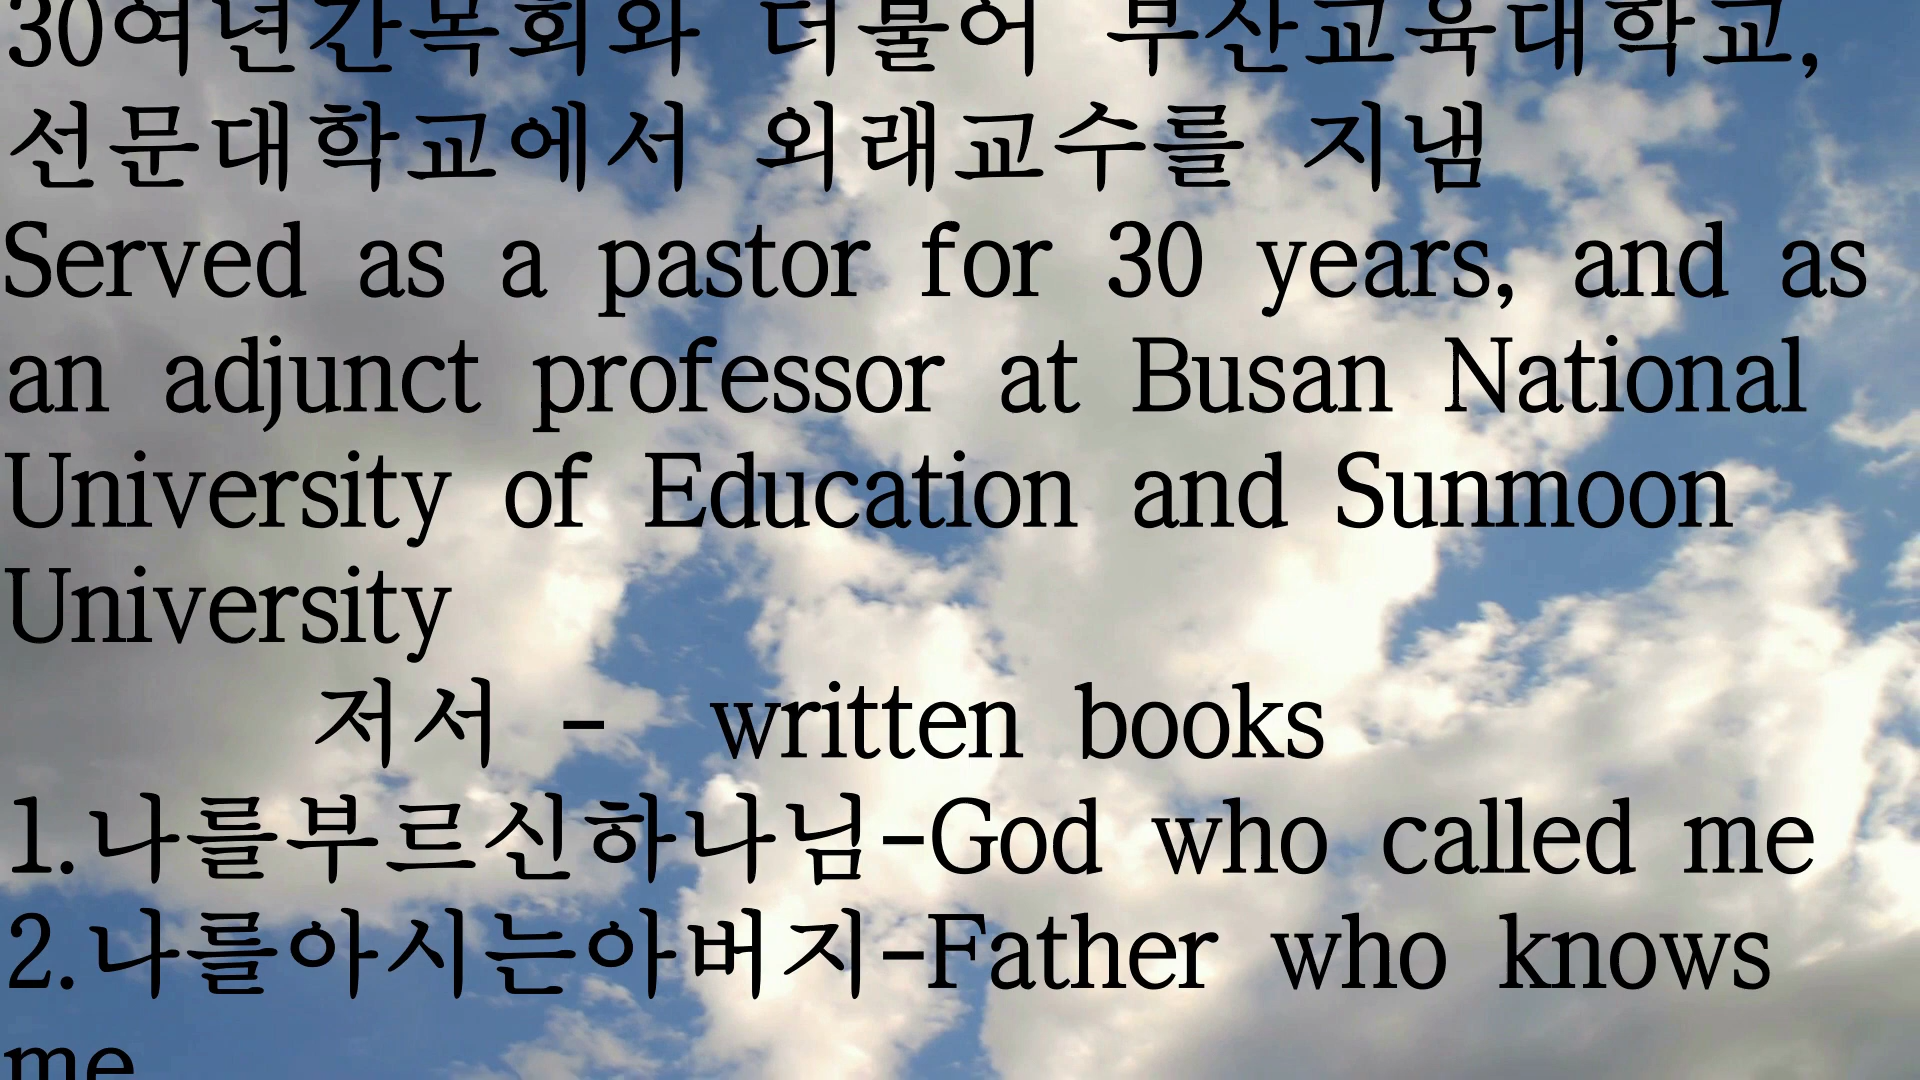 30여년간목회와 더불어 부산교육대학교,
선문대학교에서 외래교수를 지냄
Served as a pastor for 30 years, and as
an adjunct professor at Busan National
University of Education and Sunmoon
University
저서 - written books
1.나를부르신하나님-God who called me
2.나를아시는아버지-Father who knows
me